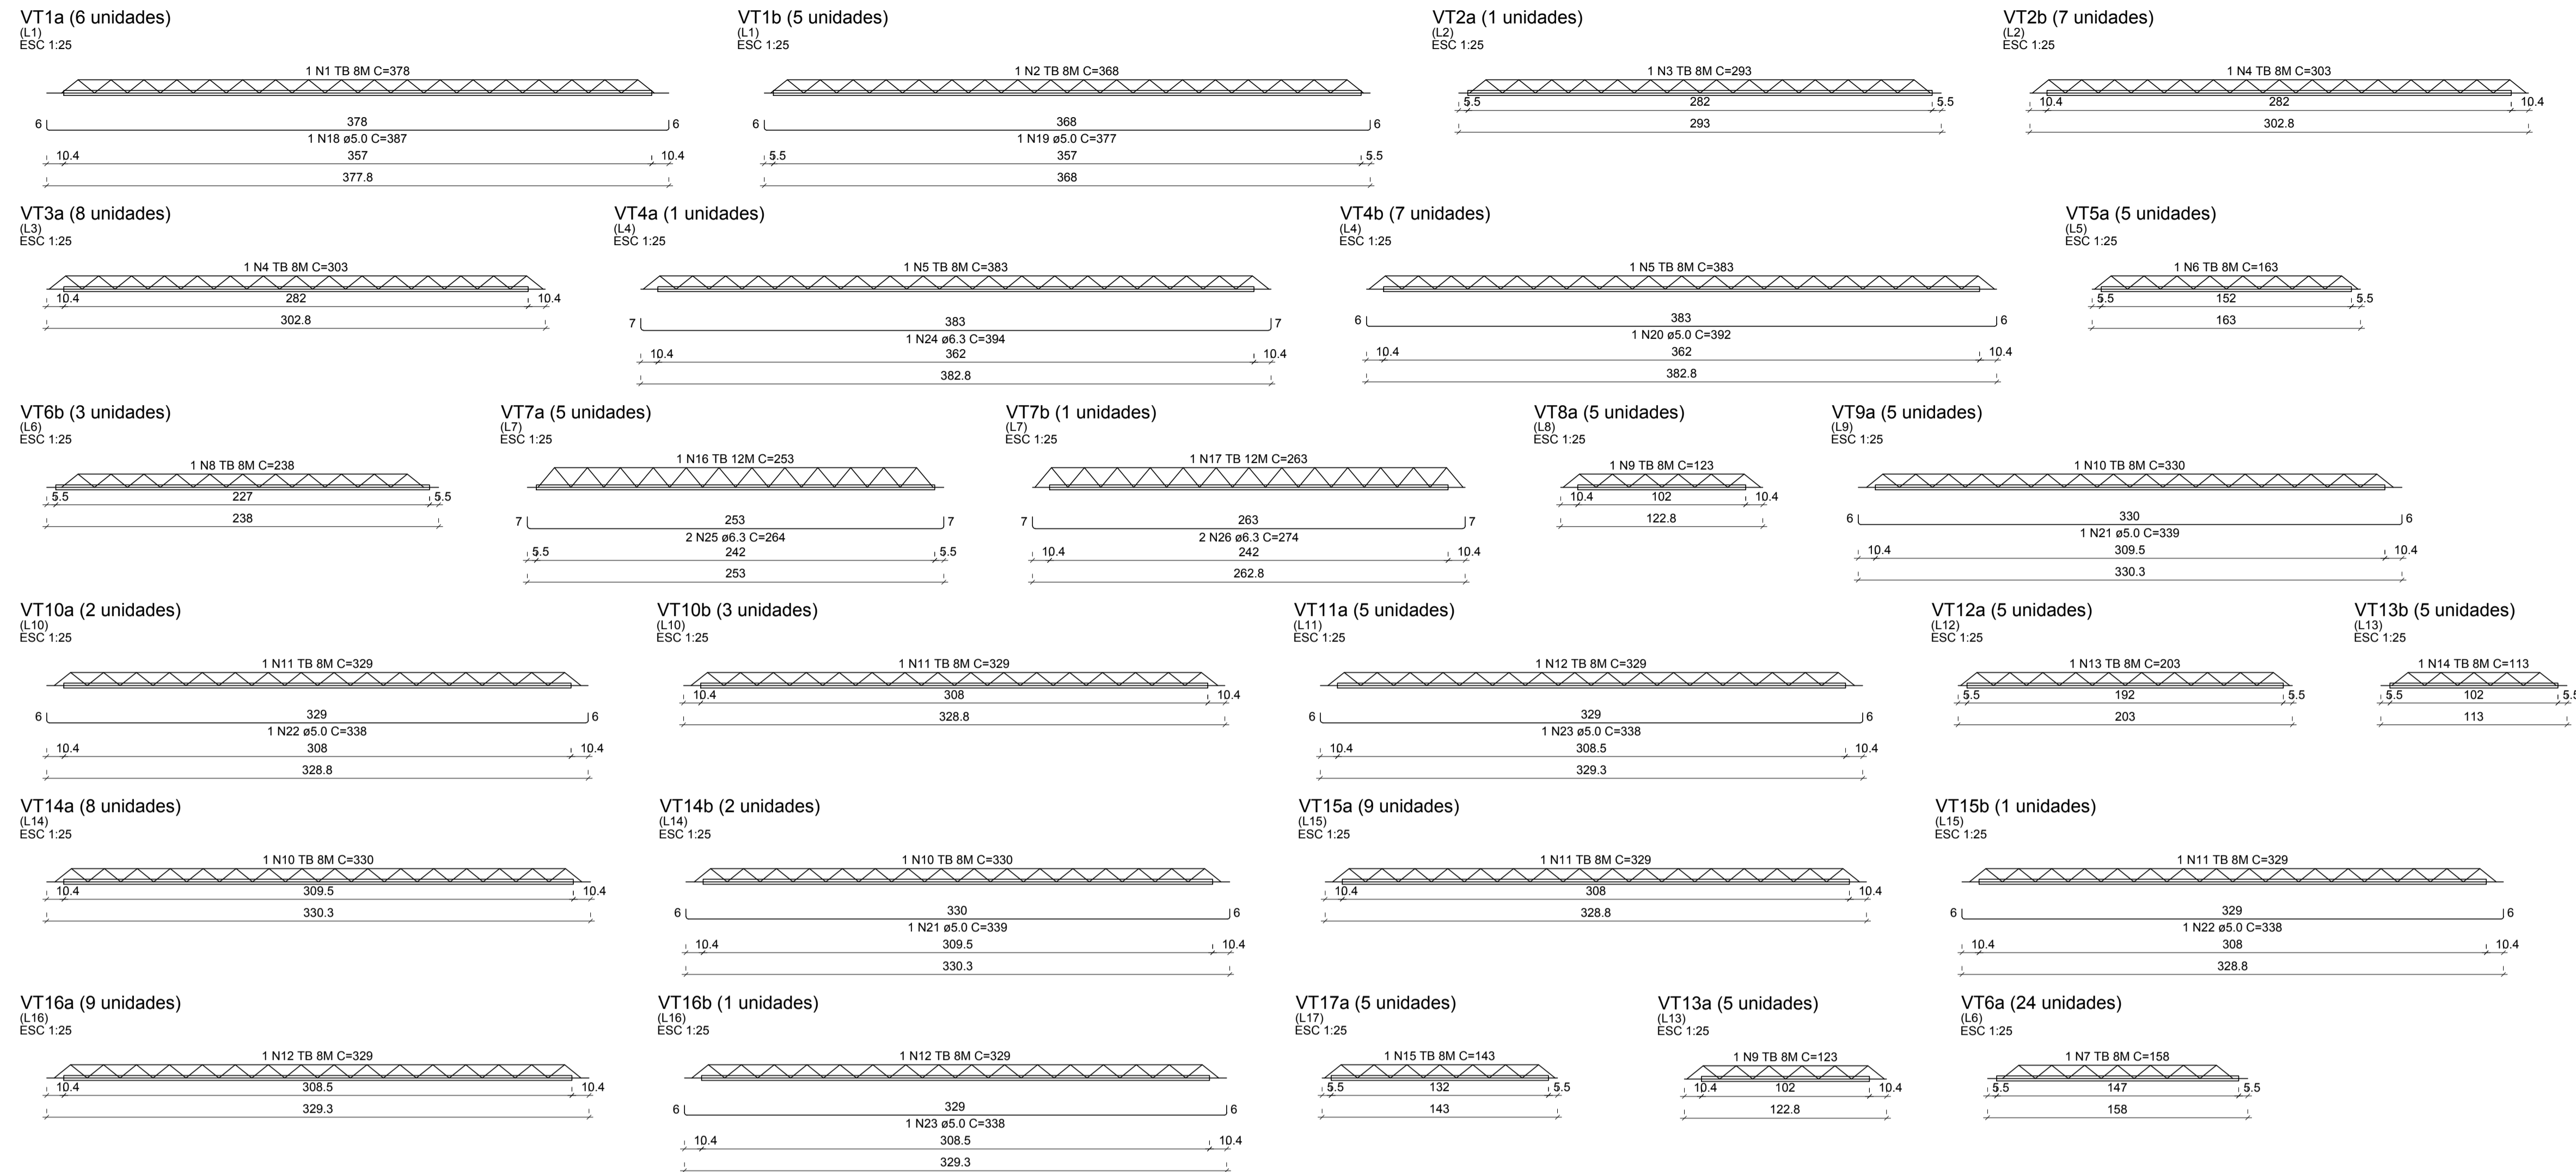 VT1a (6 unidades)
(L1)
ESC 1:25
1 N1 TB 8M C=378
6 378 6
1 N18 ø5.0 C=387
10.4 357 10.4
377.8
VT1b (5 unidades)
(L1)
ESC 1:25
1 N2 TB 8M C=368
6 368 6
1 N19 ø5.0 C=377
5.5 357 5.5
368
VT2a (1 unidades)
(L2)
ESC 1:25
1 N3 TB 8M C=293
5.5 282 5.5
293
VT2b (7 unidades)
(L2)
ESC 1:25
1 N4 TB 8M C=303
10.4 282 10.4
302.8
VT3a (8 unidades)
(L3)
ESC 1:25
1 N4 TB 8M C=303
10.4 282 10.4
302.8
VT4a (1 unidades)
(L4)
ESC 1:25
1 N5 TB 8M C=383
7 383 7
1 N24 ø6.3 C=394
10.4 362 10.4
382.8
VT4b (7 unidades)
(L4)
ESC 1:25
1 N5 TB 8M C=383
6 383 6
1 N20 ø5.0 C=392
10.4 362 10.4
382.8
VT5a (5 unidades)
(L5)
ESC 1:25
1 N6 TB 8M C=163
5.5 152 5.5
163
VT6b (3 unidades)
(L6)
ESC 1:25
1 N8 TB 8M C=238
5.5 227 5.5
238
VT7a (5 unidades)
(L7)
ESC 1:25
1 N16 TB 12M C=253
7 253 7
2 N25 ø6.3 C=264
5.5 242 5.5
253
VT7b (1 unidades)
(L7)
ESC 1:25
1 N17 TB 12M C=263
7 263 7
2 N26 ø6.3 C=274
10.4 242 10.4
262.8
VT8a (5 unidades)
(L8)
ESC 1:25
1 N9 TB 8M C=123
10.4 102 10.4
122.8
VT9a (5 unidades)
(L9)
ESC 1:25
1 N10 TB 8M C=330
6 330 6
1 N21 ø5.0 C=339
10.4 309.5 10.4
330.3
VT10a (2 unidades)
(L10)
ESC 1:25
1 N11 TB 8M C=329
6 329 6
1 N22 ø5.0 C=338
10.4 308 10.4
328.8
VT10b (3 unidades)
(L10)
ESC 1:25
1 N11 TB 8M C=329
10.4 308 10.4
328.8
VT11a (5 unidades)
(L11)
ESC 1:25
1 N12 TB 8M C=329
6 329 6
1 N23 ø5.0 C=338
10.4 308.5 10.4
329.3
VT12a (5 unidades)
(L12)
ESC 1:25
1 N13 TB 8M C=203
5.5 192 5.5
203
VT13b (5 unidades)
(L13)
ESC 1:25
1 N14 TB 8M C=113
5.5 102 5.5
113
VT14a (8 unidades)
(L14)
ESC 1:25
1 N10 TB 8M C=330
10.4 309.5 10.4
330.3
VT14b (2 unidades)
(L14)
ESC 1:25
1 N10 TB 8M C=330
6 330 6
1 N21 ø5.0 C=339
10.4 309.5 10.4
330.3
VT15a (9 unidades)
(L15)
ESC 1:25
1 N11 TB 8M C=329
10.4 308 10.4
328.8
VT15b (1 unidades)
(L15)
ESC 1:25
1 N11 TB 8M C=329
6 329 6
1 N22 ø5.0 C=338
10.4 308 10.4
328.8
VT16a (9 unidades)
(L16)
ESC 1:25
1 N12 TB 8M C=329
10.4 308.5 10.4
329.3
VT16b (1 unidades)
(L16)
ESC 1:25
1 N12 TB 8M C=329
6 329 6
1 N23 ø5.0 C=338
10.4 308.5 10.4
329.3
VT17a (5 unidades)
(L17)
ESC 1:25
1 N15 TB 8M C=143
5.5 132 5.5
143
VT13a (5 unidades)
(L13)
ESC 1:25
1 N9 TB 8M C=123
10.4 102 10.4
122.8
VT6a (24 unidades)
(L6)
ESC 1:25
1 N7 TB 8M C=158
5.5 147 5.5
158